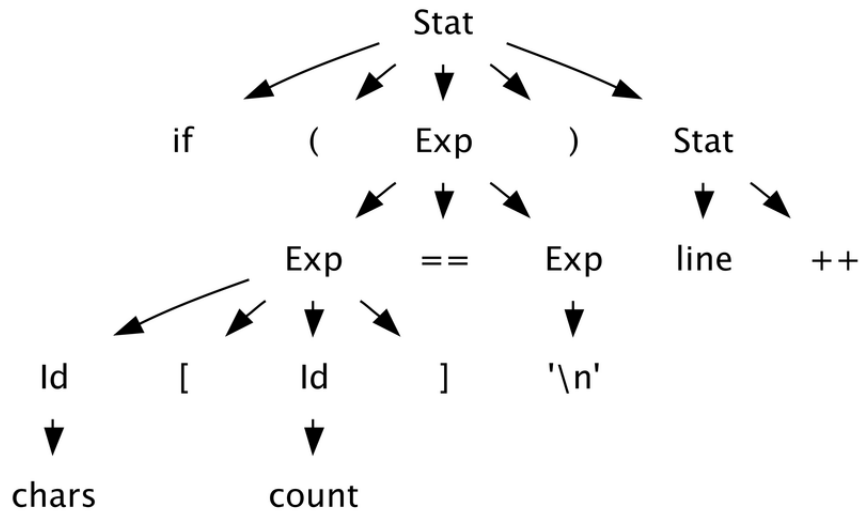 Stat
if ( Exp ) Stat
Exp == Exp line ++
Id [ Id ] '\n'
chars count